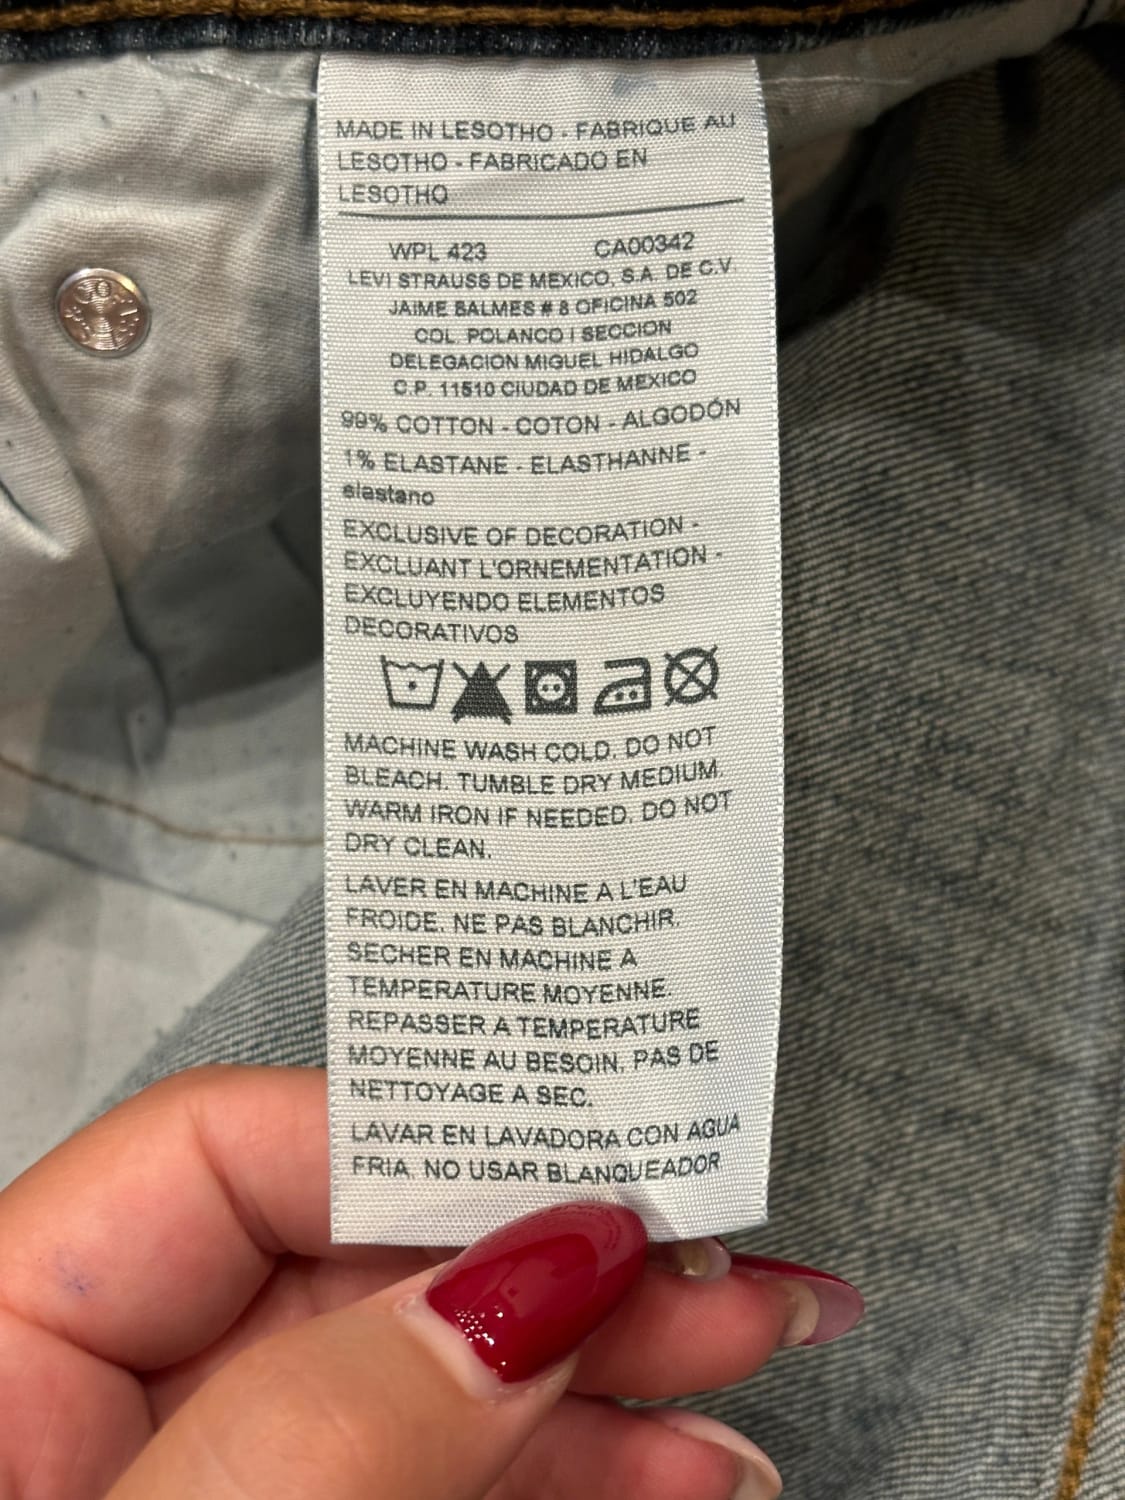 MADE IN LESOTHO - FABRIQUE AU
LESOTHO - FABRICADO EN
LESOTHO
WPL 423 CA00342
LEVI STRAUSS DE MEXICO, S.A. DE C.V.
JAIME BALMES # 8 OFICINA 502
COL. POLANCO I SECCION
DELEGACION MIGUEL HIDALGO
C.P. 11510 CIUDAD DE MEXICO
99% COTTON - COTON - ALGODÓN
1% ELASTANE - ELASTHANNE -
elastano
EXCLUSIVE OF DECORATION -
EXCLUANT L'ORNEMENTATION -
EXCLUYENDO ELEMENTOS
DECORATIVOS
MACHINE WASH COLD. DO NOT
BLEACH. TUMBLE DRY MEDIUM.
WARM IRON IF NEEDED. DO NOT
DRY CLEAN.
LAVER EN MACHINE A L'EAU
FROIDE. NE PAS BLANCHIR.
SECHER EN MACHINE A
TEMPERATURE MOYENNE.
REPASSER A TEMPERATURE
MOYENNE AU BESOIN. PAS DE
NETTOYAGE A SEC.
LAVAR EN LAVADORA CON AGUA
FRIA. NO USAR BLANQUEADOR